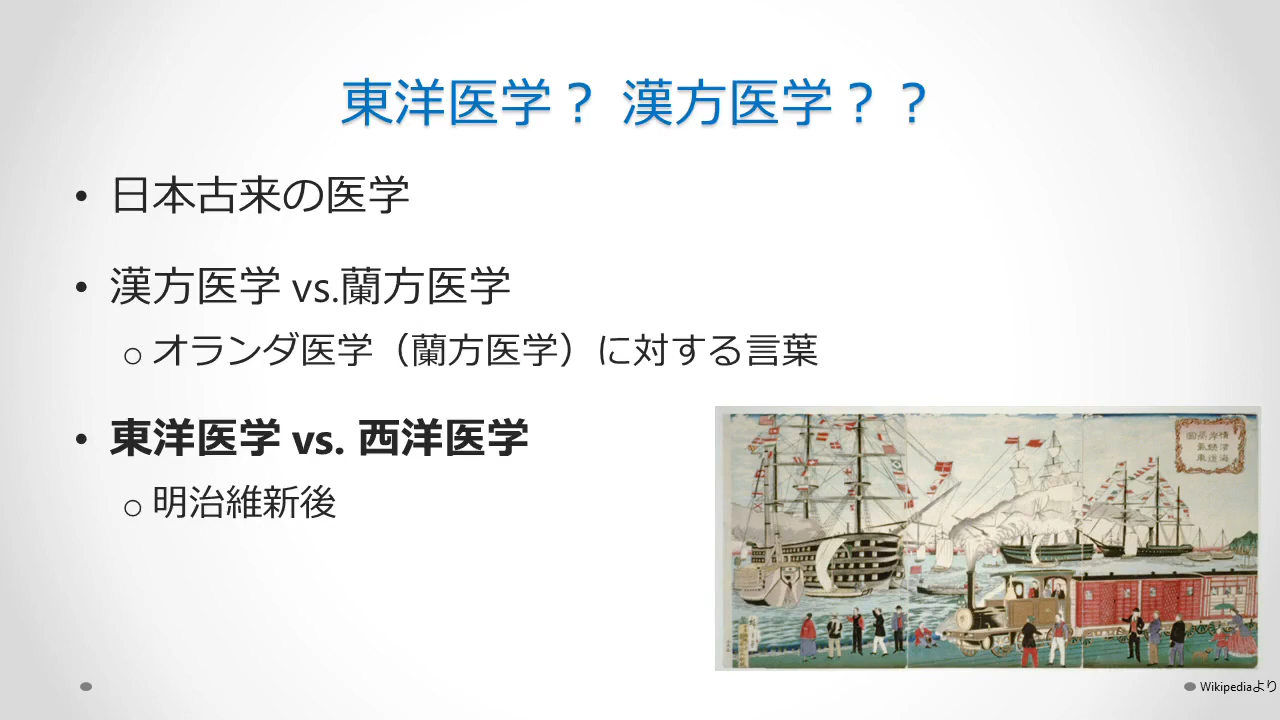 東洋医学？ 漢方医学？？
• 日本古来の医学
• 漢方医学 vs.蘭方医学
o オランダ医学（蘭方医学）に対する言葉
• 東洋医学 vs. 西洋医学
o 明治維新後
Wikipediaより